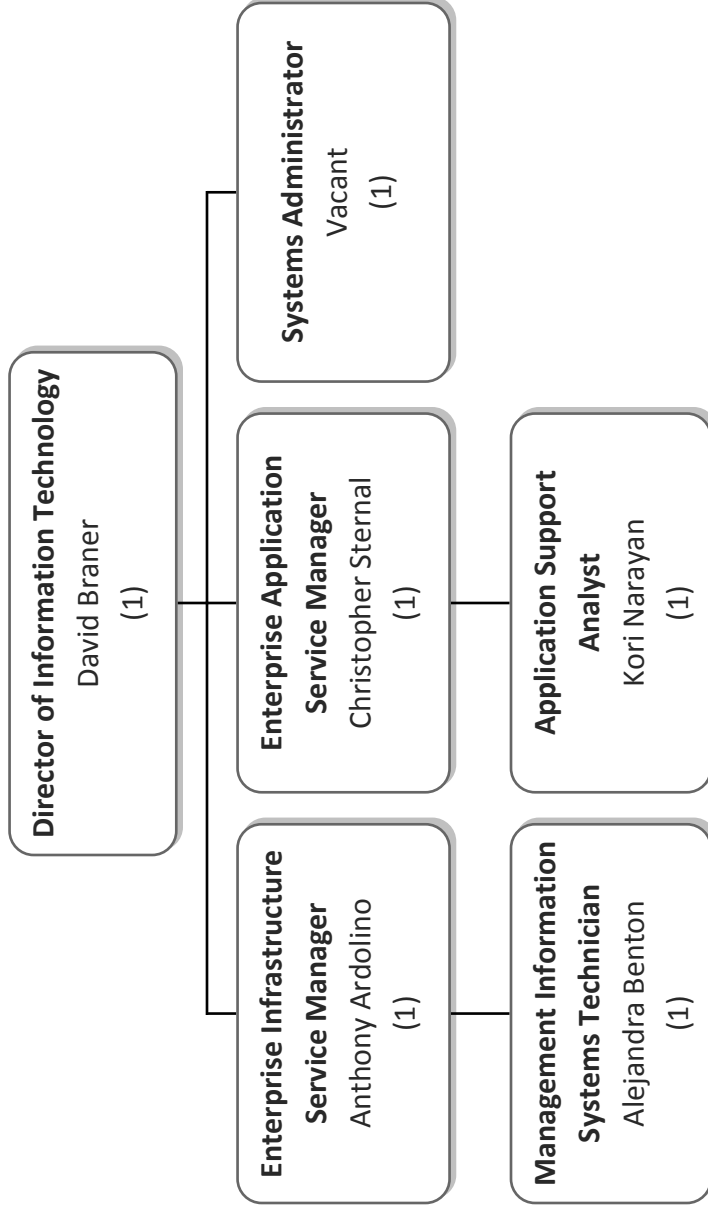 Director of Information Technology
David Braner
(1)
Enterprise Infrastructure
Service Manager
Anthony Ardolino
(1)
Enterprise Application
Service Manager
Christopher Sternal
(1)
Systems Administrator
Vacant
(1)
Management Information
Systems Technician
Alejandra Benton
(1)
Application Support
Analyst
Kori Narayan
(1)